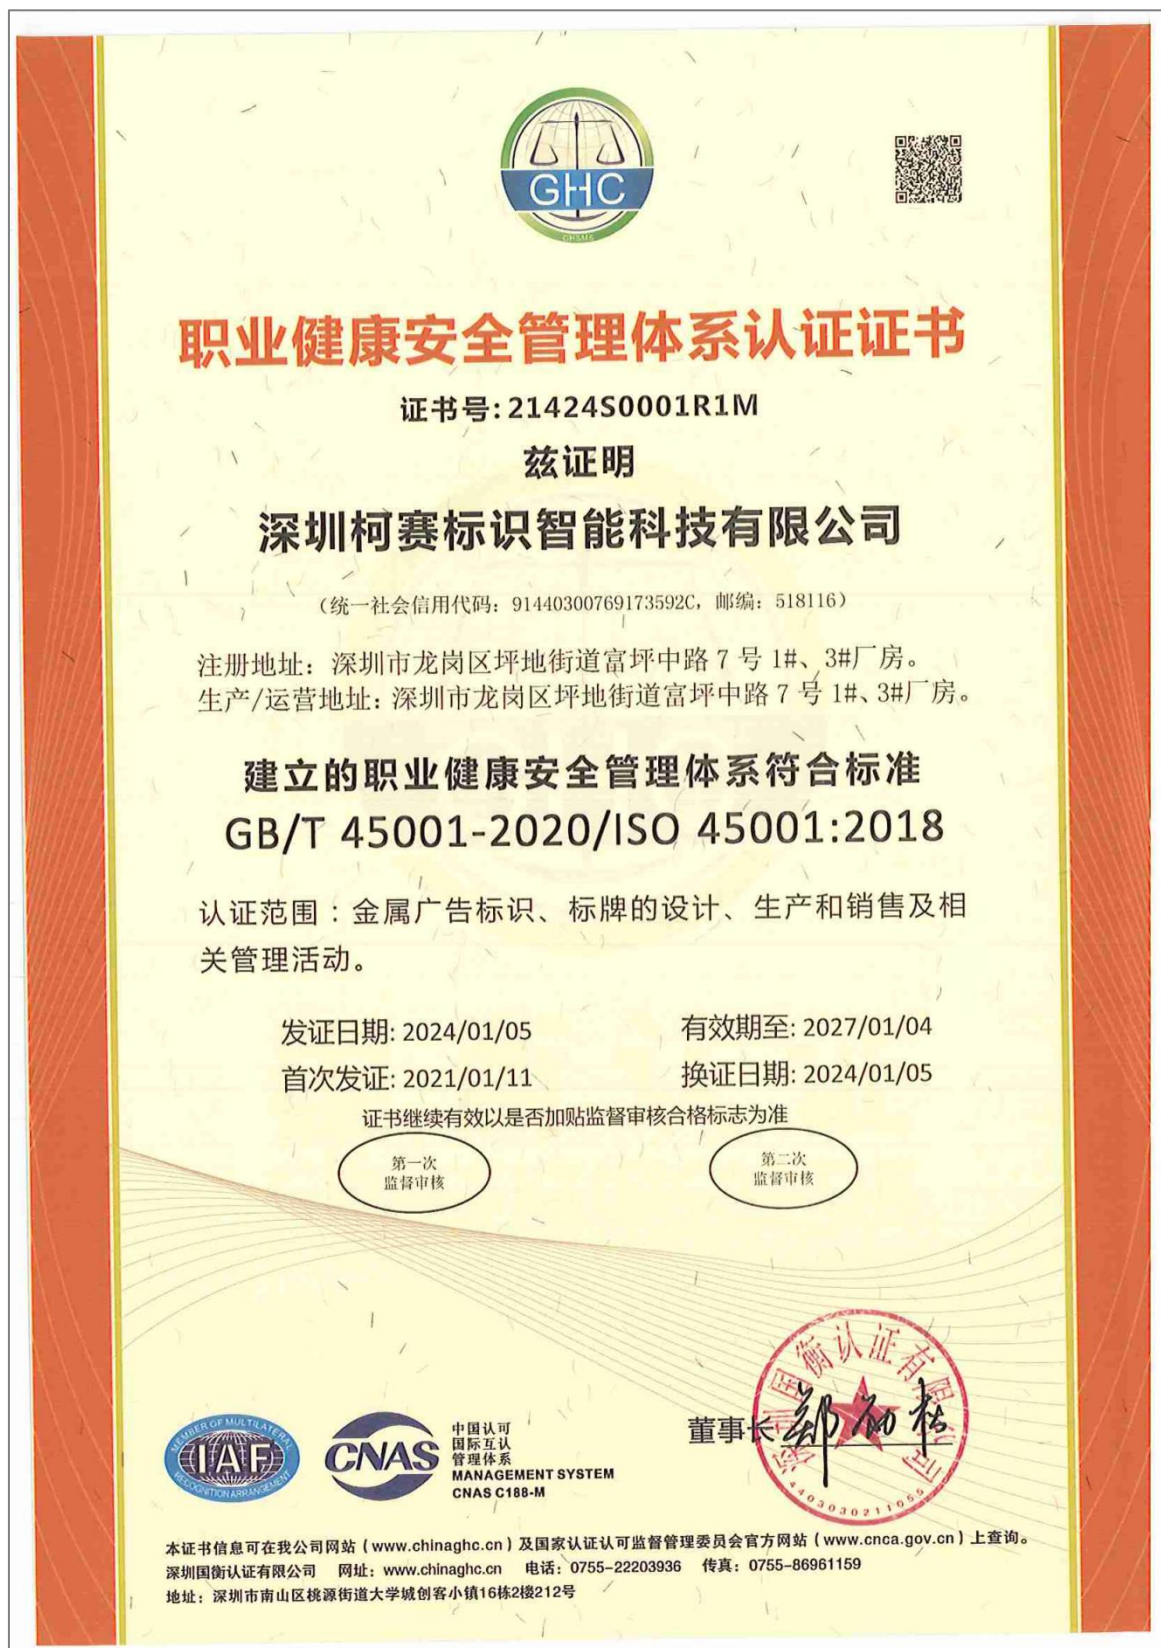 GHC
OHSMS
职业健康安全管理体系认证证书
证书号:21424S0001R1M
兹证明
深圳柯赛标识智能科技有限公司
（统一社会信用代码：91440300769173592C，邮编：518116）
注册地址：深圳市龙岗区坪地街道富坪中路 7 号 1#、3#厂房。
生产/运营地址：深圳市龙岗区坪地街道富坪中路 7 号 1#、3#厂房。
建立的职业健康安全管理体系符合标准
GB/T 45001-2020/ISO 45001:2018
认证范围：金属广告标识、标牌的设计、生产和销售及相
关管理活动。
发证日期: 2024/01/05 有效期至: 2027/01/04
首次发证: 2021/01/11 换证日期: 2024/01/05
证书继续有效以是否加贴监督审核合格标志为准
第一次
监督审核
第二次
监督审核
深圳国衡认证有限公司
董事长
4403030211055
MEMBER OF MULTILATERAL
IAF
RECOGNITION ARRANGEMENT
CNAS
中国认可
国际互认
管理体系
MANAGEMENT SYSTEM
CNAS C188-M
本证书信息可在我公司网站（www.chinaghc.cn）及国家认证认可监督管理委员会官方网站（www.cnca.gov.cn）上查询。
深圳国衡认证有限公司 网址：www.chinaghc.cn 电话：0755-22203936 传真：0755-86961159
地址：深圳市南山区桃源街道大学城创客小镇16栋2楼212号